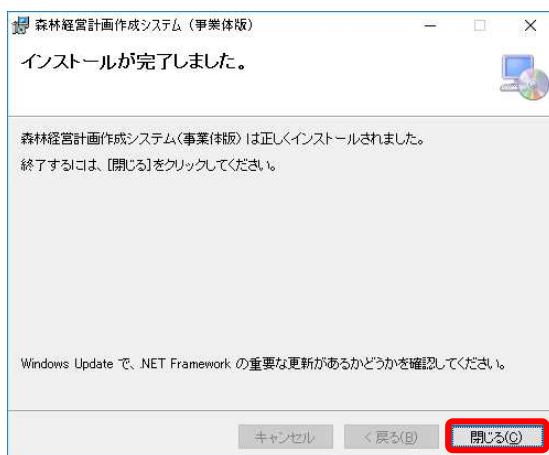 森林経営計画作成システム（事業体版）
インストールが完了しました。
森林経営計画作成システム(事業体版) は正しくインストールされました。
終了するには、[閉じる]をクリックしてください。
Windows Update で、.NET Framework の重要な更新があるかどうかを確認してください。
キャンセル < 戻る(B) 閉じる(C)